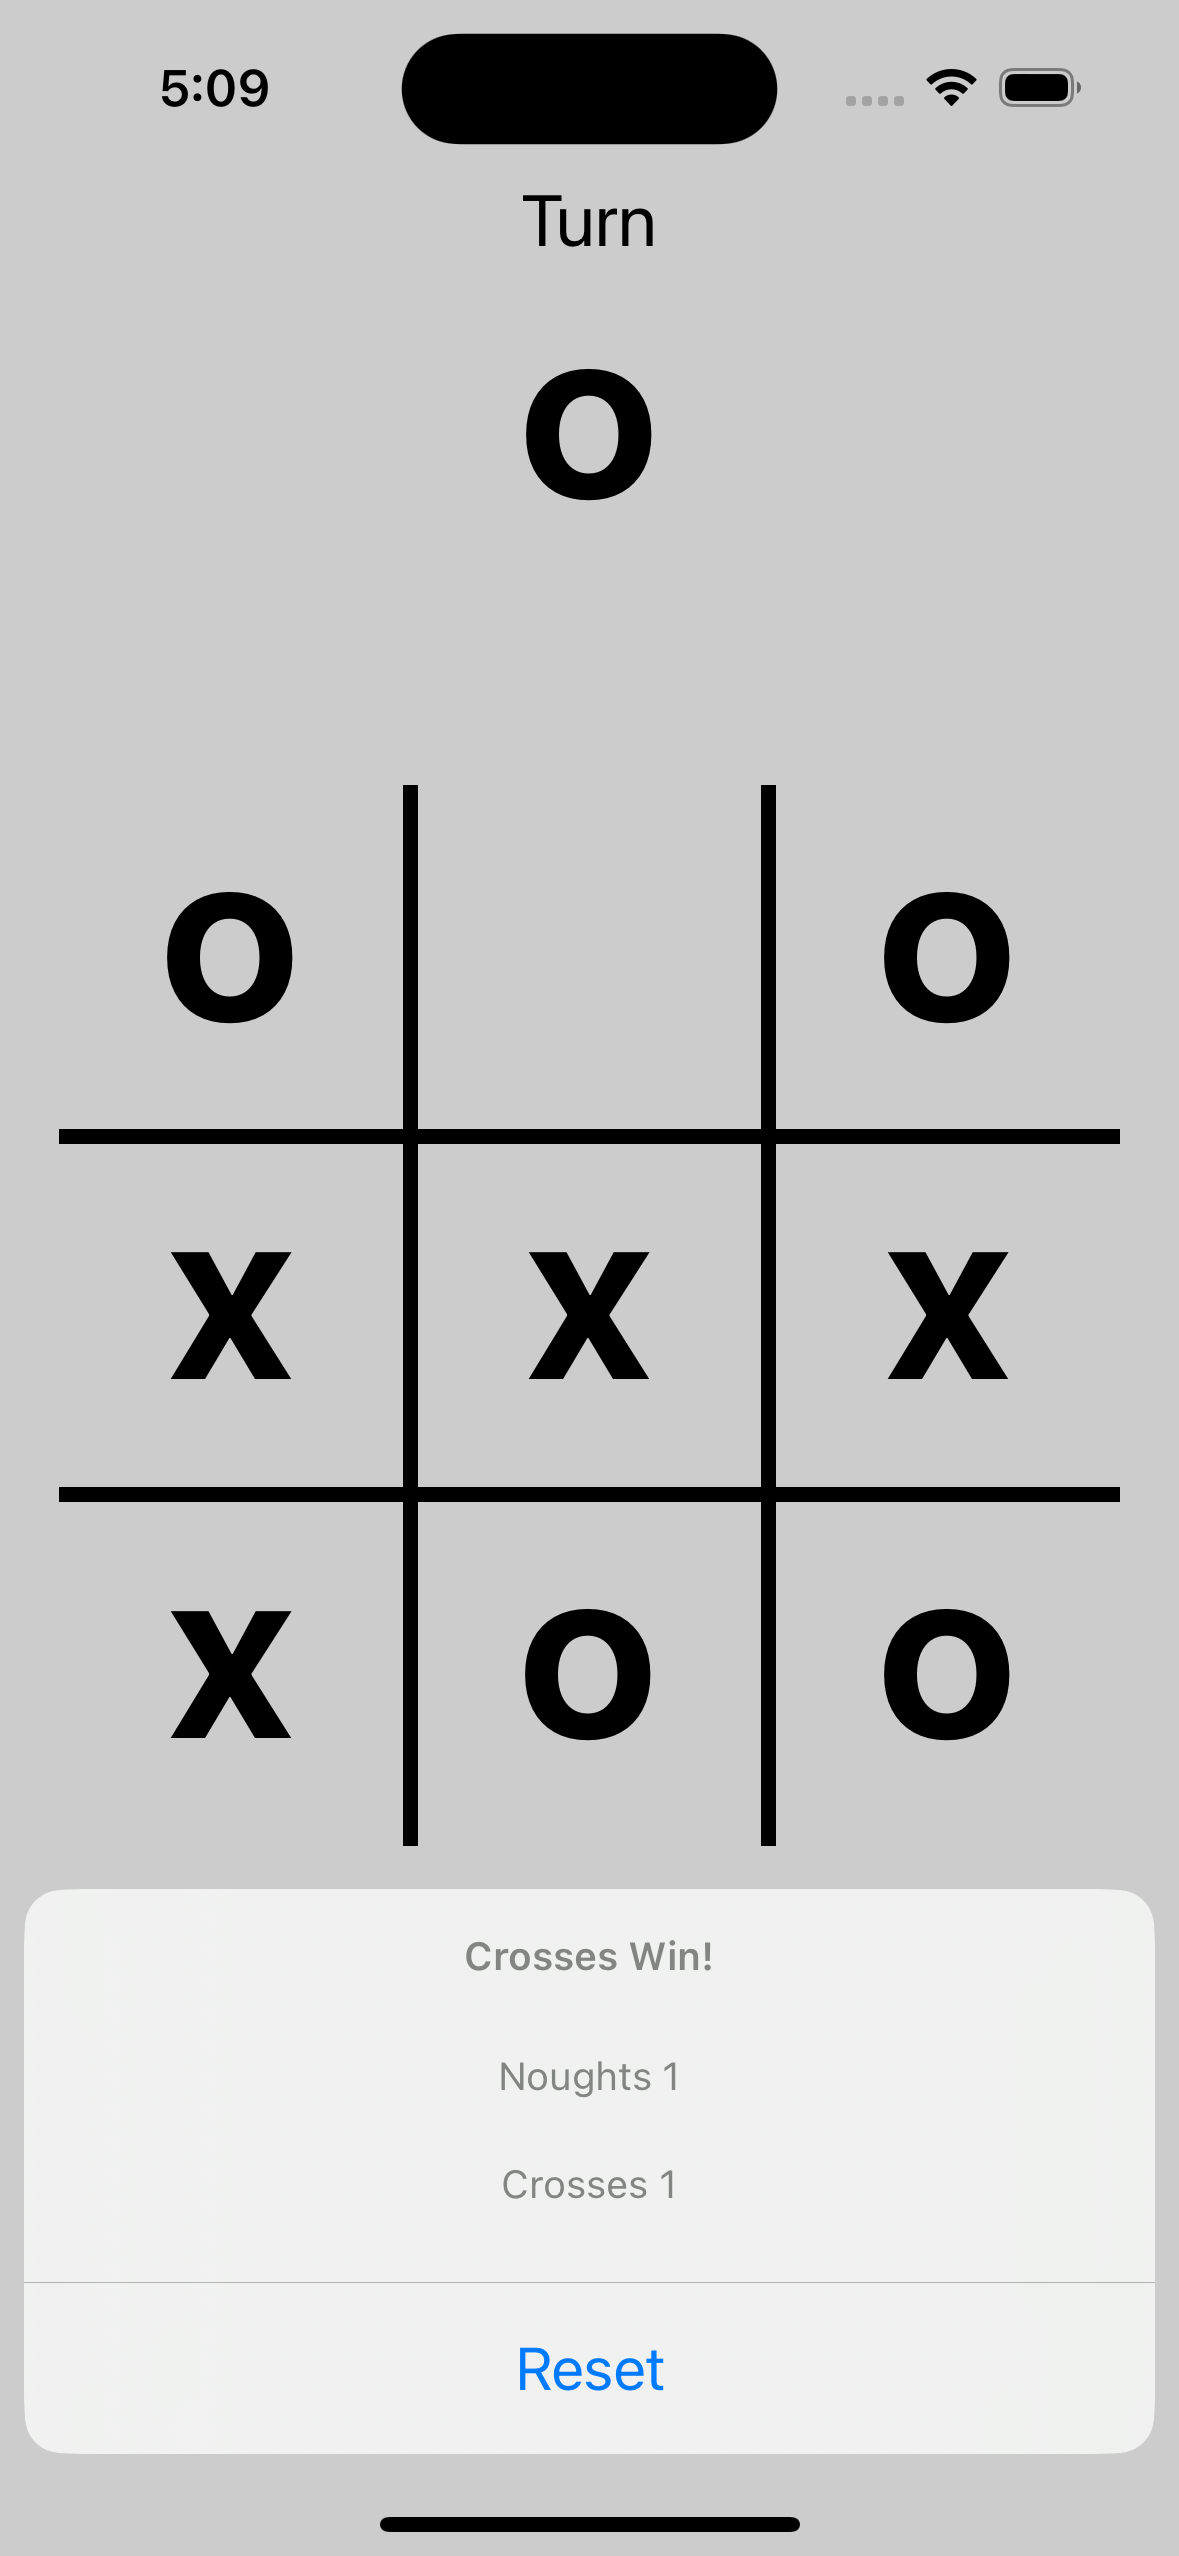 5:09
Turn
O
O O
X X X
X O O
Crosses Win!
Noughts 1
Crosses 1
Reset